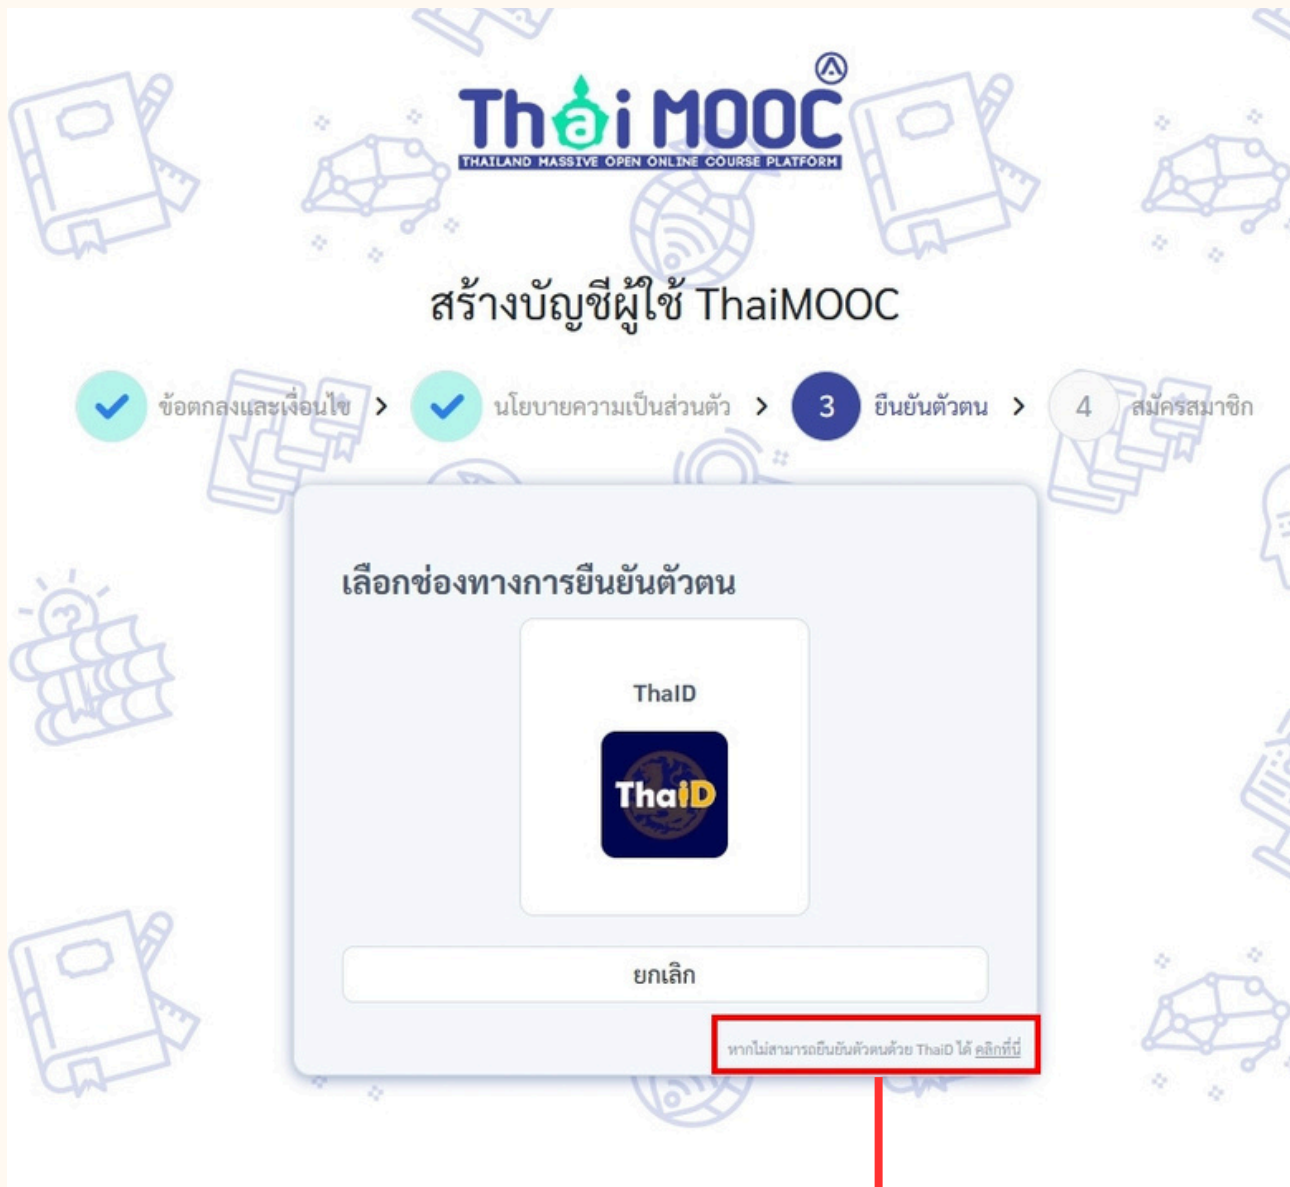 Thai MOOC
THAILAND MASSIVE OPEN ONLINE COURSE PLATFORM
สร้างบัญชีผู้ใช้ ThaiMOOC
ข้อตกลงและเงื่อนไข > นโยบายความเป็นส่วนตัว > 3 ยืนยันตัวตน > 4 สมัครสมาชิก
เลือกช่องทางการยืนยันตัวตน
ThaID
ThaiD
ยกเลิก
หากไม่สามารถยืนยันตัวตนด้วย ThaiD ได้ คลิกที่นี่